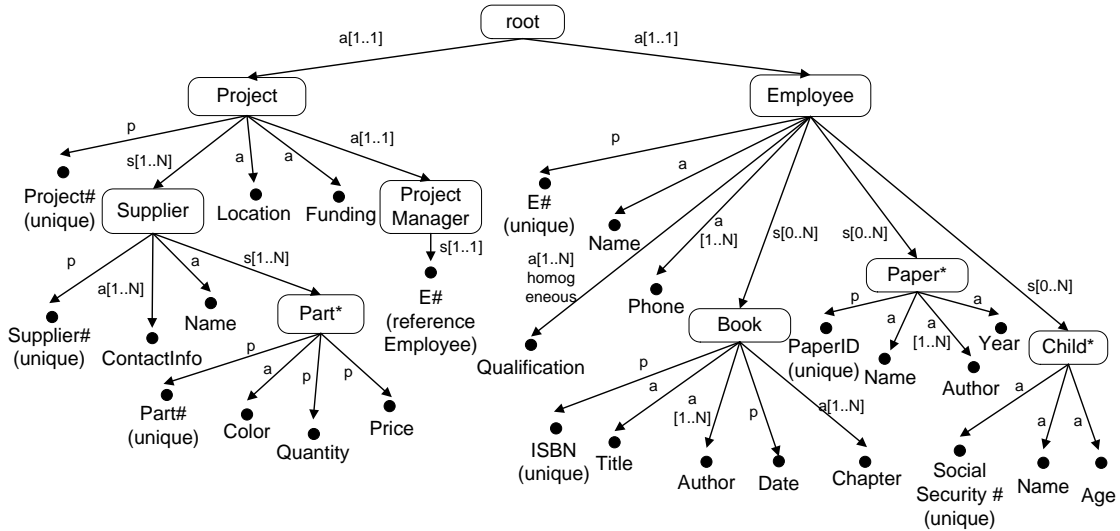 root
a[1..1]
a[1..1]
Project
Employee
p
s[1..N]
a
a
a[1..1]
Project#
(unique)
Supplier
Location
Funding
Project
Manager
p
a[1..N]
a
s[1..N]
s[1..1]
Supplier#
(unique)
ContactInfo
Name
Part*
E#
(reference
Employee)
p
a
p
p
Part#
(unique)
Color
Quantity
Price
p
a
a[1..N]
homog
eneous
a
[1..N]
s[0..N]
s[0..N]
s[0..N]
E#
(unique)
Name
Qualification
Phone
Book
Paper*
Child*
p
a
a
[1..N]
p
a[1..N]
ISBN
(unique)
Title
Author
Date
Chapter
p
a
a
[1..N]
a
PaperID
(unique)
Name
Author
Year
a
a
a
Social
Security #
(unique)
Name
Age